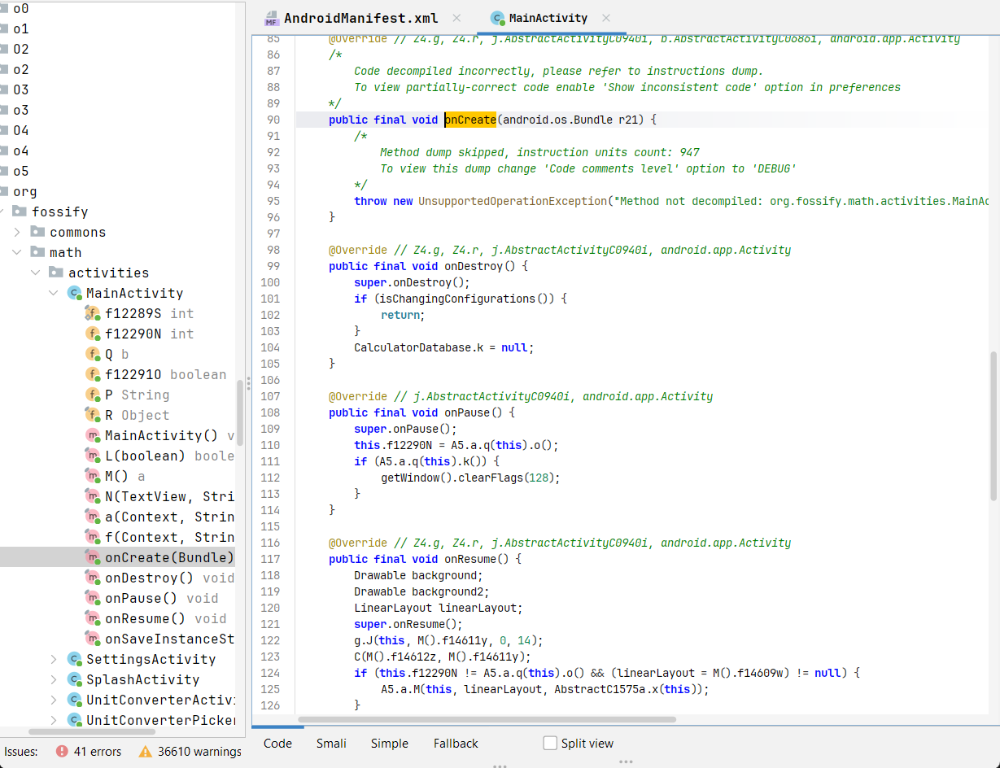 o0
o1
O2
o2
O3
o3
O4
o4
o5
org
fossify
commons
math
activities
C MainActivity
f f12289S int
f f12290N int
f Q b
f f12291O boolean
f P String
f R Object
m MainActivity() v
m L(boolean) boole
m M() a
m N(TextView, Stri
m a(Context, Strin
m f(Context, Strin
m onCreate(Bundle)
m onDestroy() void
m onPause() void
m onResume() void
m onSaveInstanceSt
C SettingsActivity
C SplashActivity
C UnitConverterActivi
C UnitConverterPicker
Issues: 41 errors 36610 warnings
MF AndroidManifest.xml × C MainActivity ×
85 @Override // Z4.g, Z4.r, j.AbstractActivityC0940i, b.AbstractActivityC0686i, android.app.Activity
86 /*
87 Code decompiled incorrectly, please refer to instructions dump.
88 To view partially-correct code enable 'Show inconsistent code' option in preferences
89 */
90 public final void onCreate(android.os.Bundle r21) {
91 /*
92 Method dump skipped, instruction units count: 947
93 To view this dump change 'Code comments level' option to 'DEBUG'
94 */
95 throw new UnsupportedOperationException("Method not decompiled: org.fossify.math.activities.MainAc
96 }
97
98 @Override // Z4.g, Z4.r, j.AbstractActivityC0940i, android.app.Activity
99 public final void onDestroy() {
100 super.onDestroy();
101 if (isChangingConfigurations()) {
102 return;
103 }
104 CalculatorDatabase.k = null;
105 }
106
107 @Override // j.AbstractActivityC0940i, android.app.Activity
108 public final void onPause() {
109 super.onPause();
110 this.f12290N = A5.a.q(this).o();
111 if (A5.a.q(this).k()) {
112 getWindow().clearFlags(128);
113 }
114 }
115
116 @Override // Z4.g, Z4.r, j.AbstractActivityC0940i, android.app.Activity
117 public final void onResume() {
118 Drawable background;
119 Drawable background2;
120 LinearLayout linearLayout;
121 super.onResume();
122 g.J(this, M().f14611y, 0, 14);
123 C(M().f14612z, M().f14611y);
124 if (this.f12290N != A5.a.q(this).o() && (linearLayout = M().f14609w) != null) {
125 A5.a.M(this, linearLayout, AbstractC1575a.x(this));
126 }
Code Smali Simple Fallback Split view